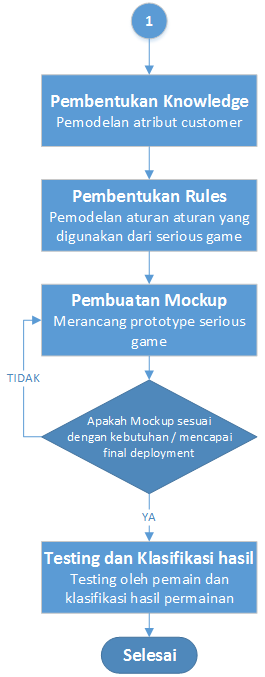 1
Pembentukan Knowledge
Pemodelan atribut customer
Pembentukan Rules
Pemodelan aturan aturan yang
digunakan dari serious game
Pembuatan Mockup
Merancang prototype serious
game
TIDAK
Apakah Mockup sesuai
dengan kebutuhan / mencapai
final deployment
YA
Testing dan Klasifikasi hasil
Testing oleh pemain dan
klasifikasi hasil permainan
Selesai